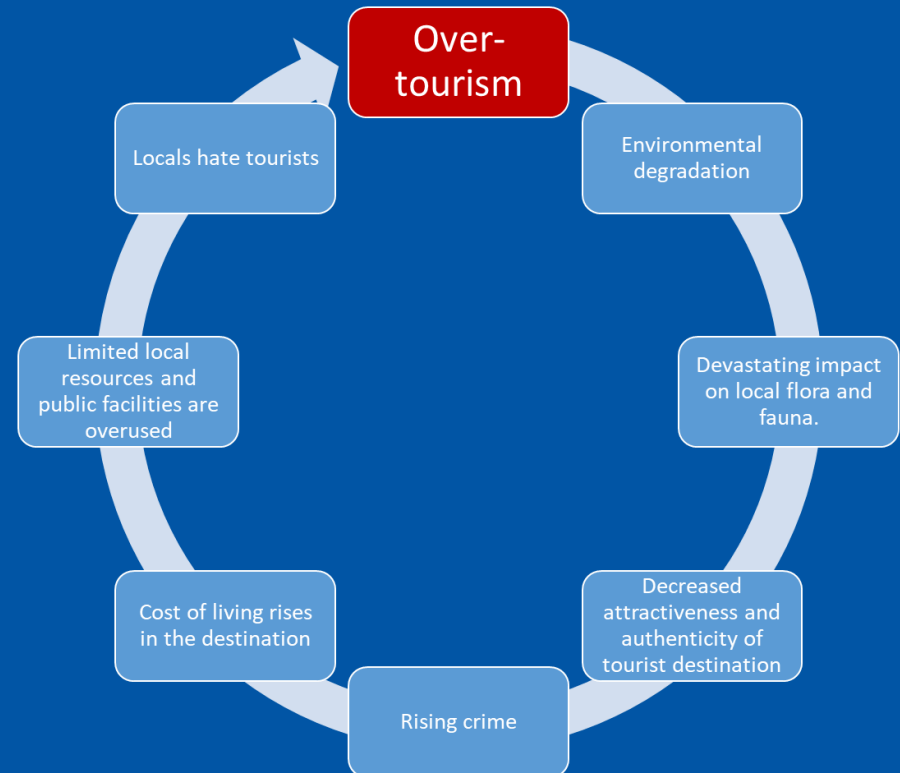 Over-
tourism
Environmental
degradation
Devastating impact
on local flora and
fauna.
Decreased
attractiveness and
authenticity of
tourist destination
Rising crime
Cost of living rises
in the destination
Limited local
resources and
public facilities are
overused
Locals hate tourists